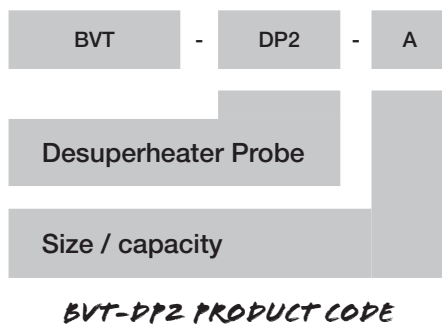 BVT - DP2 - A
Desuperheater Probe
Size / capacity
BVT-DP2 PRODUCT CODE